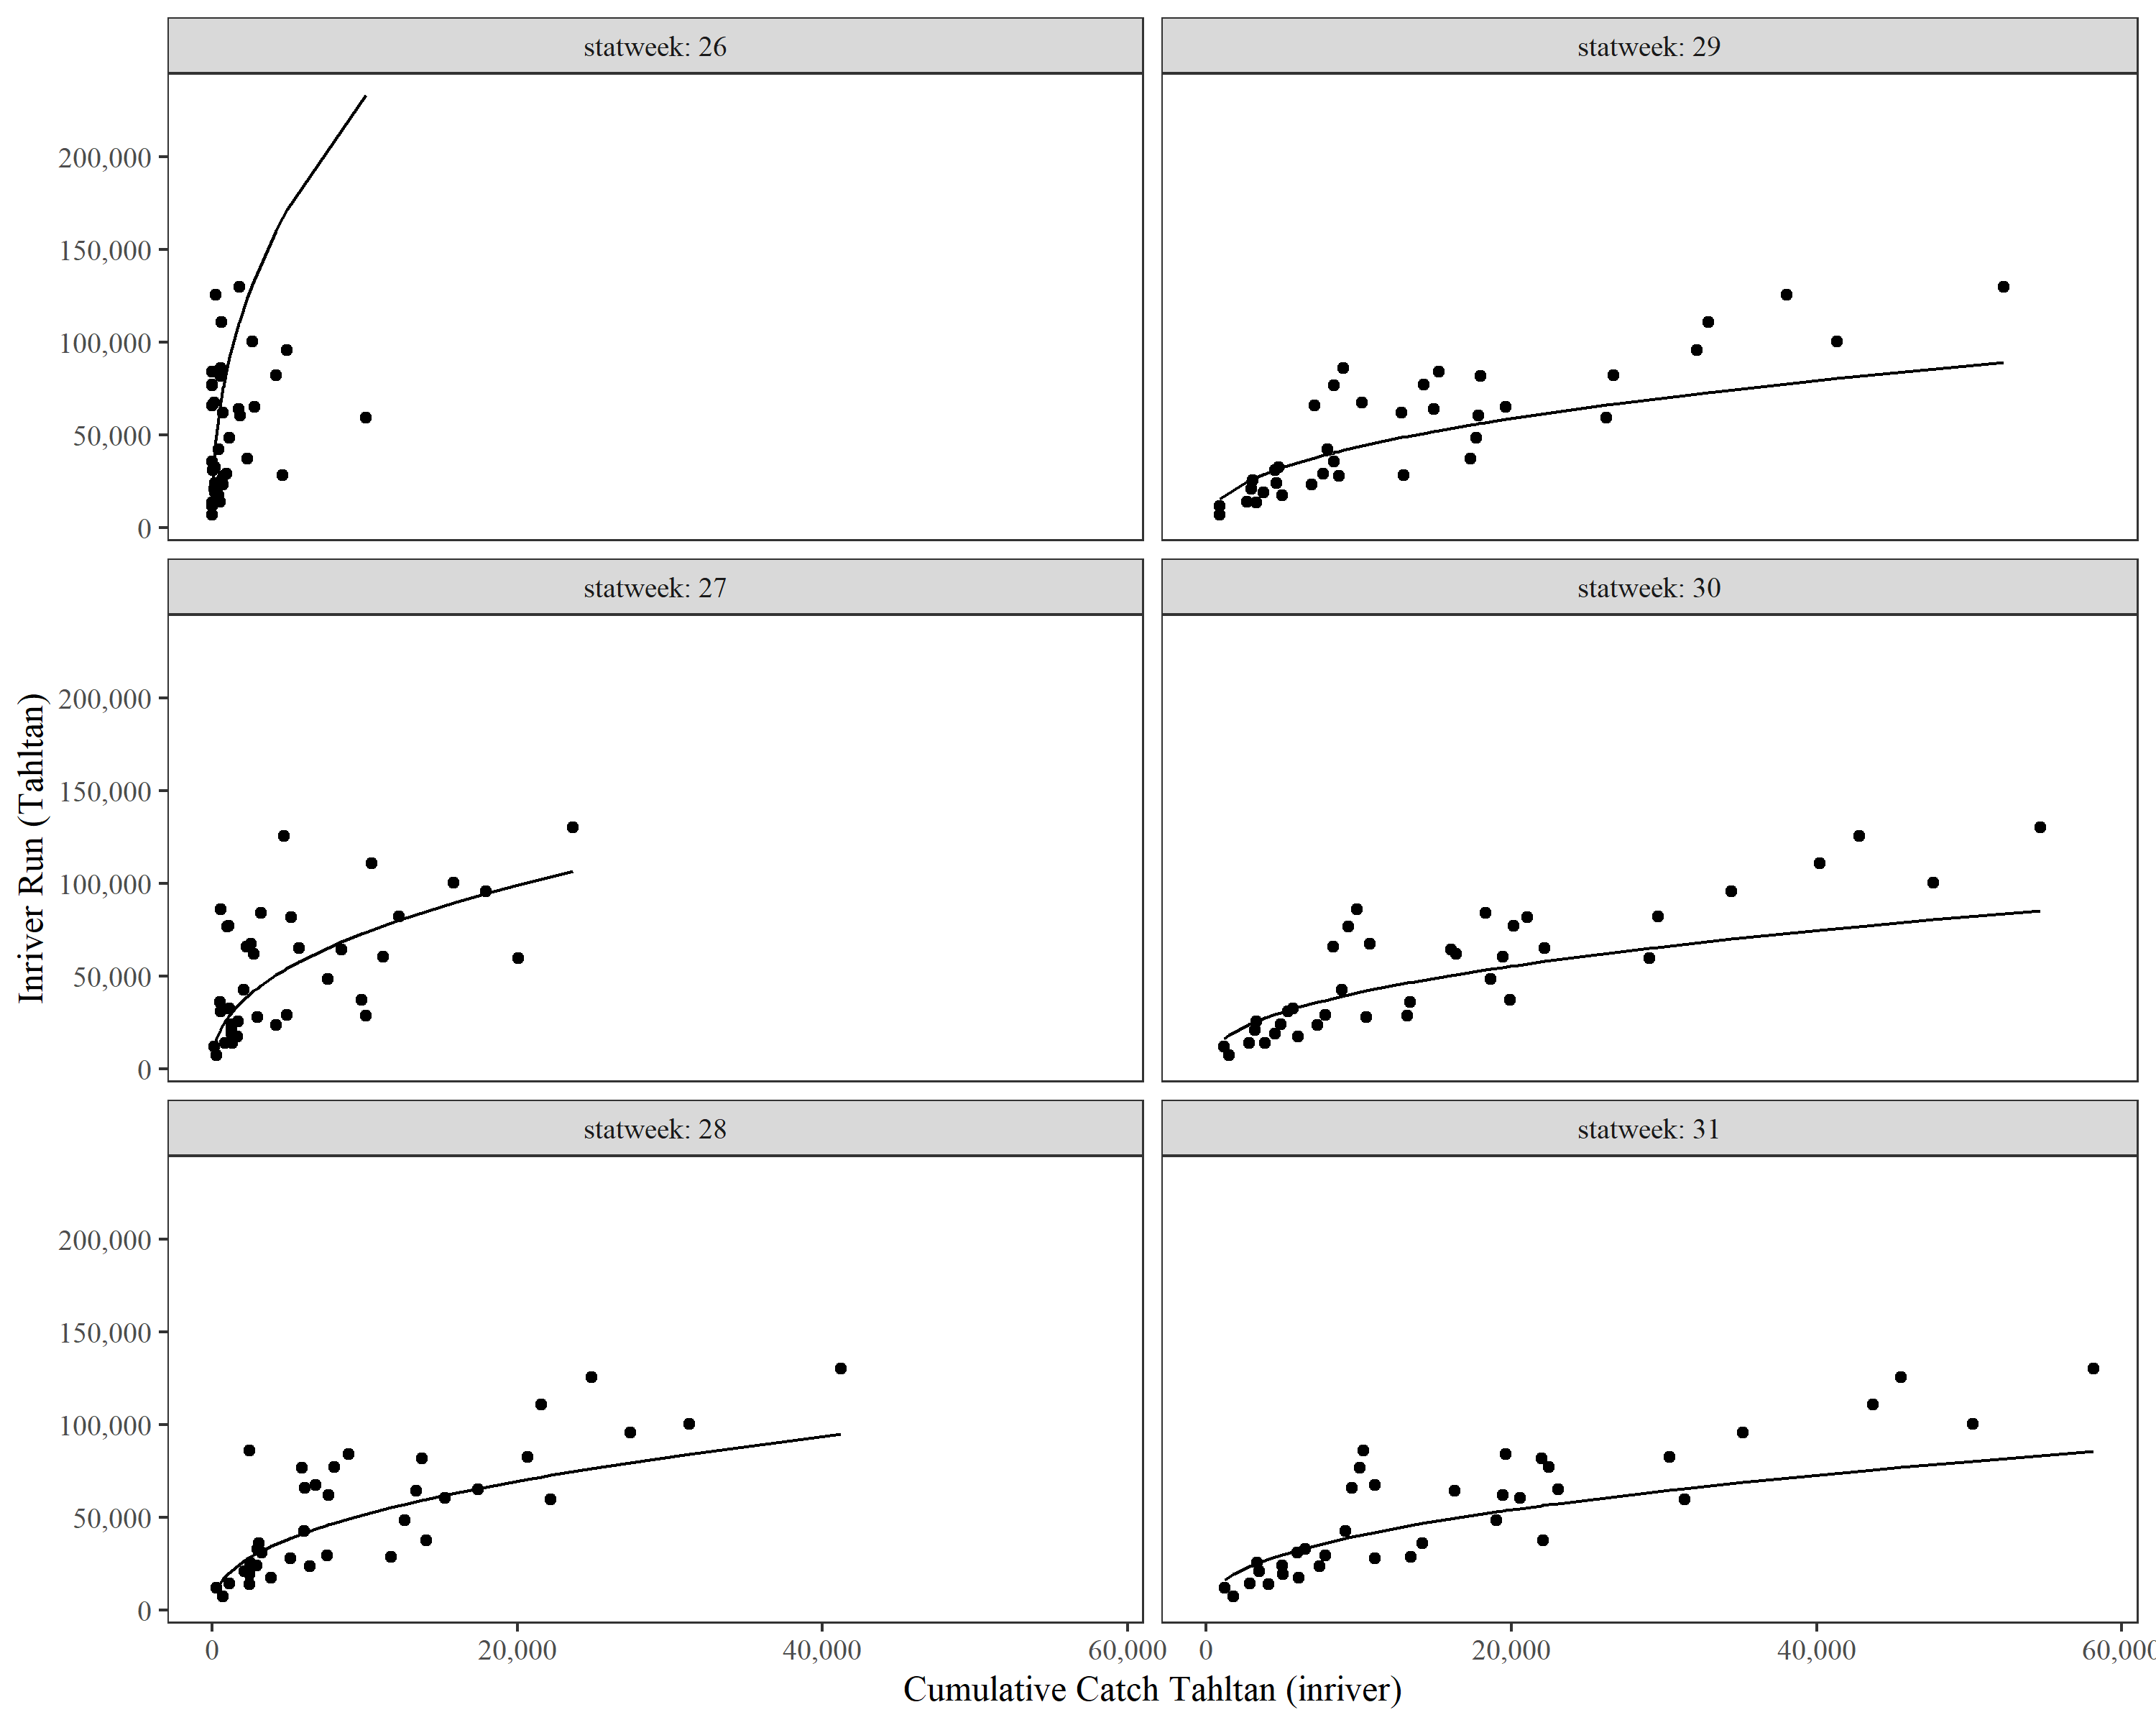 statweek: 26
statweek: 29
200,000
150,000
100,000
50,000
0
statweek: 27
statweek: 30
200,000
150,000
100,000
50,000
0
Inriver Run (Tahltan)
statweek: 28
statweek: 31
200,000
150,000
100,000
50,000
0
0 20,000 40,000 60,000 0 20,000 40,000 60,000
Cumulative Catch Tahltan (inriver)